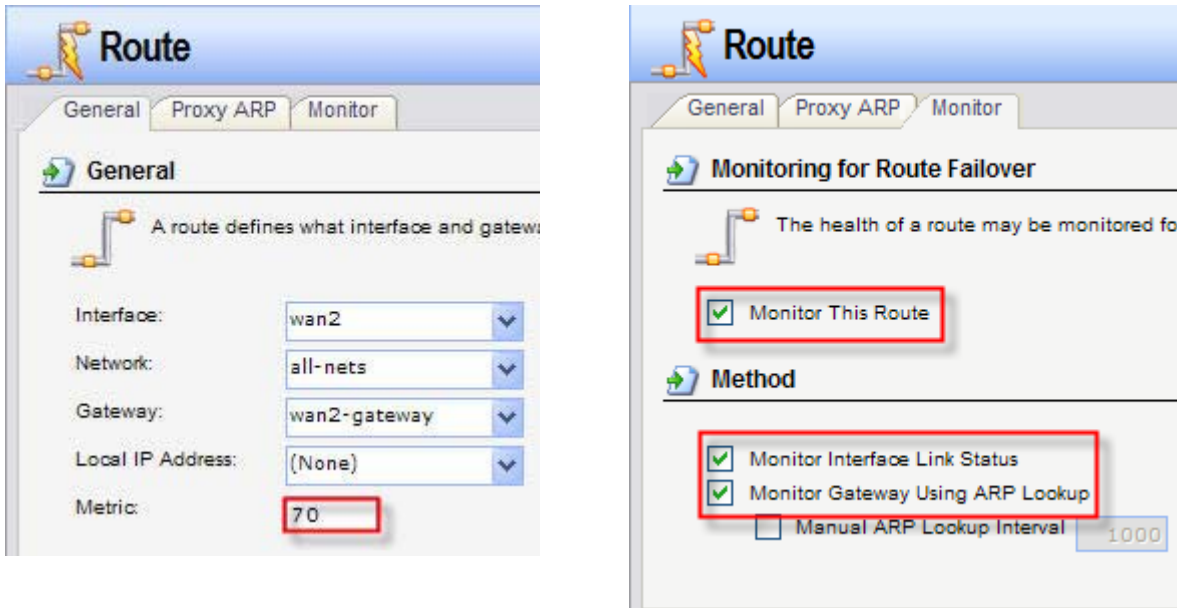 Route
General Proxy ARP Monitor
General
A route defines what interface and gatewa
Interface: wan2
Network: all-nets
Gateway: wan2-gateway
Local IP Address: (None)
Metric: 70
Route
General Proxy ARP Monitor
Monitoring for Route Failover
The health of a route may be monitored fo
Monitor This Route
Method
Monitor Interface Link Status
Monitor Gateway Using ARP Lookup
Manual ARP Lookup Interval 1000